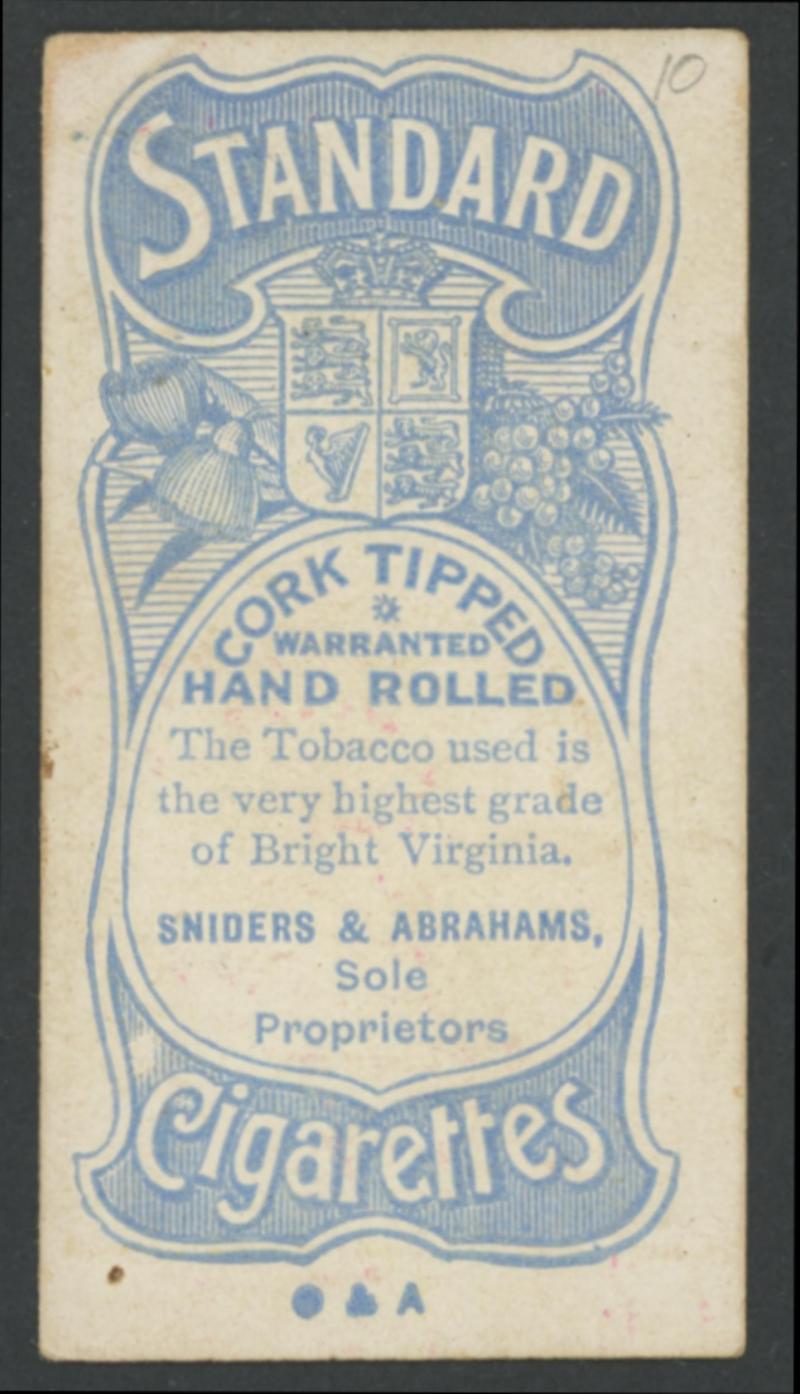 10
STANDARD
CORK TIPPED
WARRANTED
HAND ROLLED
The Tobacco used is
the very highest grade
of Bright Virginia.
SNIDERS & ABRAHAMS,
Sole
Proprietors
Cigarettes
& A